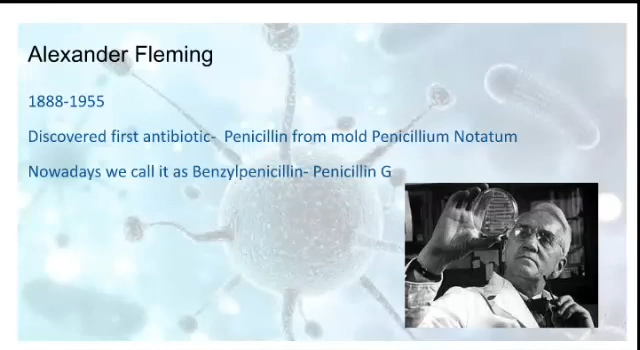 Alexander Fleming
1888-1955
Discovered first antibiotic- Penicillin from mold Penicillium Notatum
Nowadays we call it as Benzylpenicillin- Penicillin G